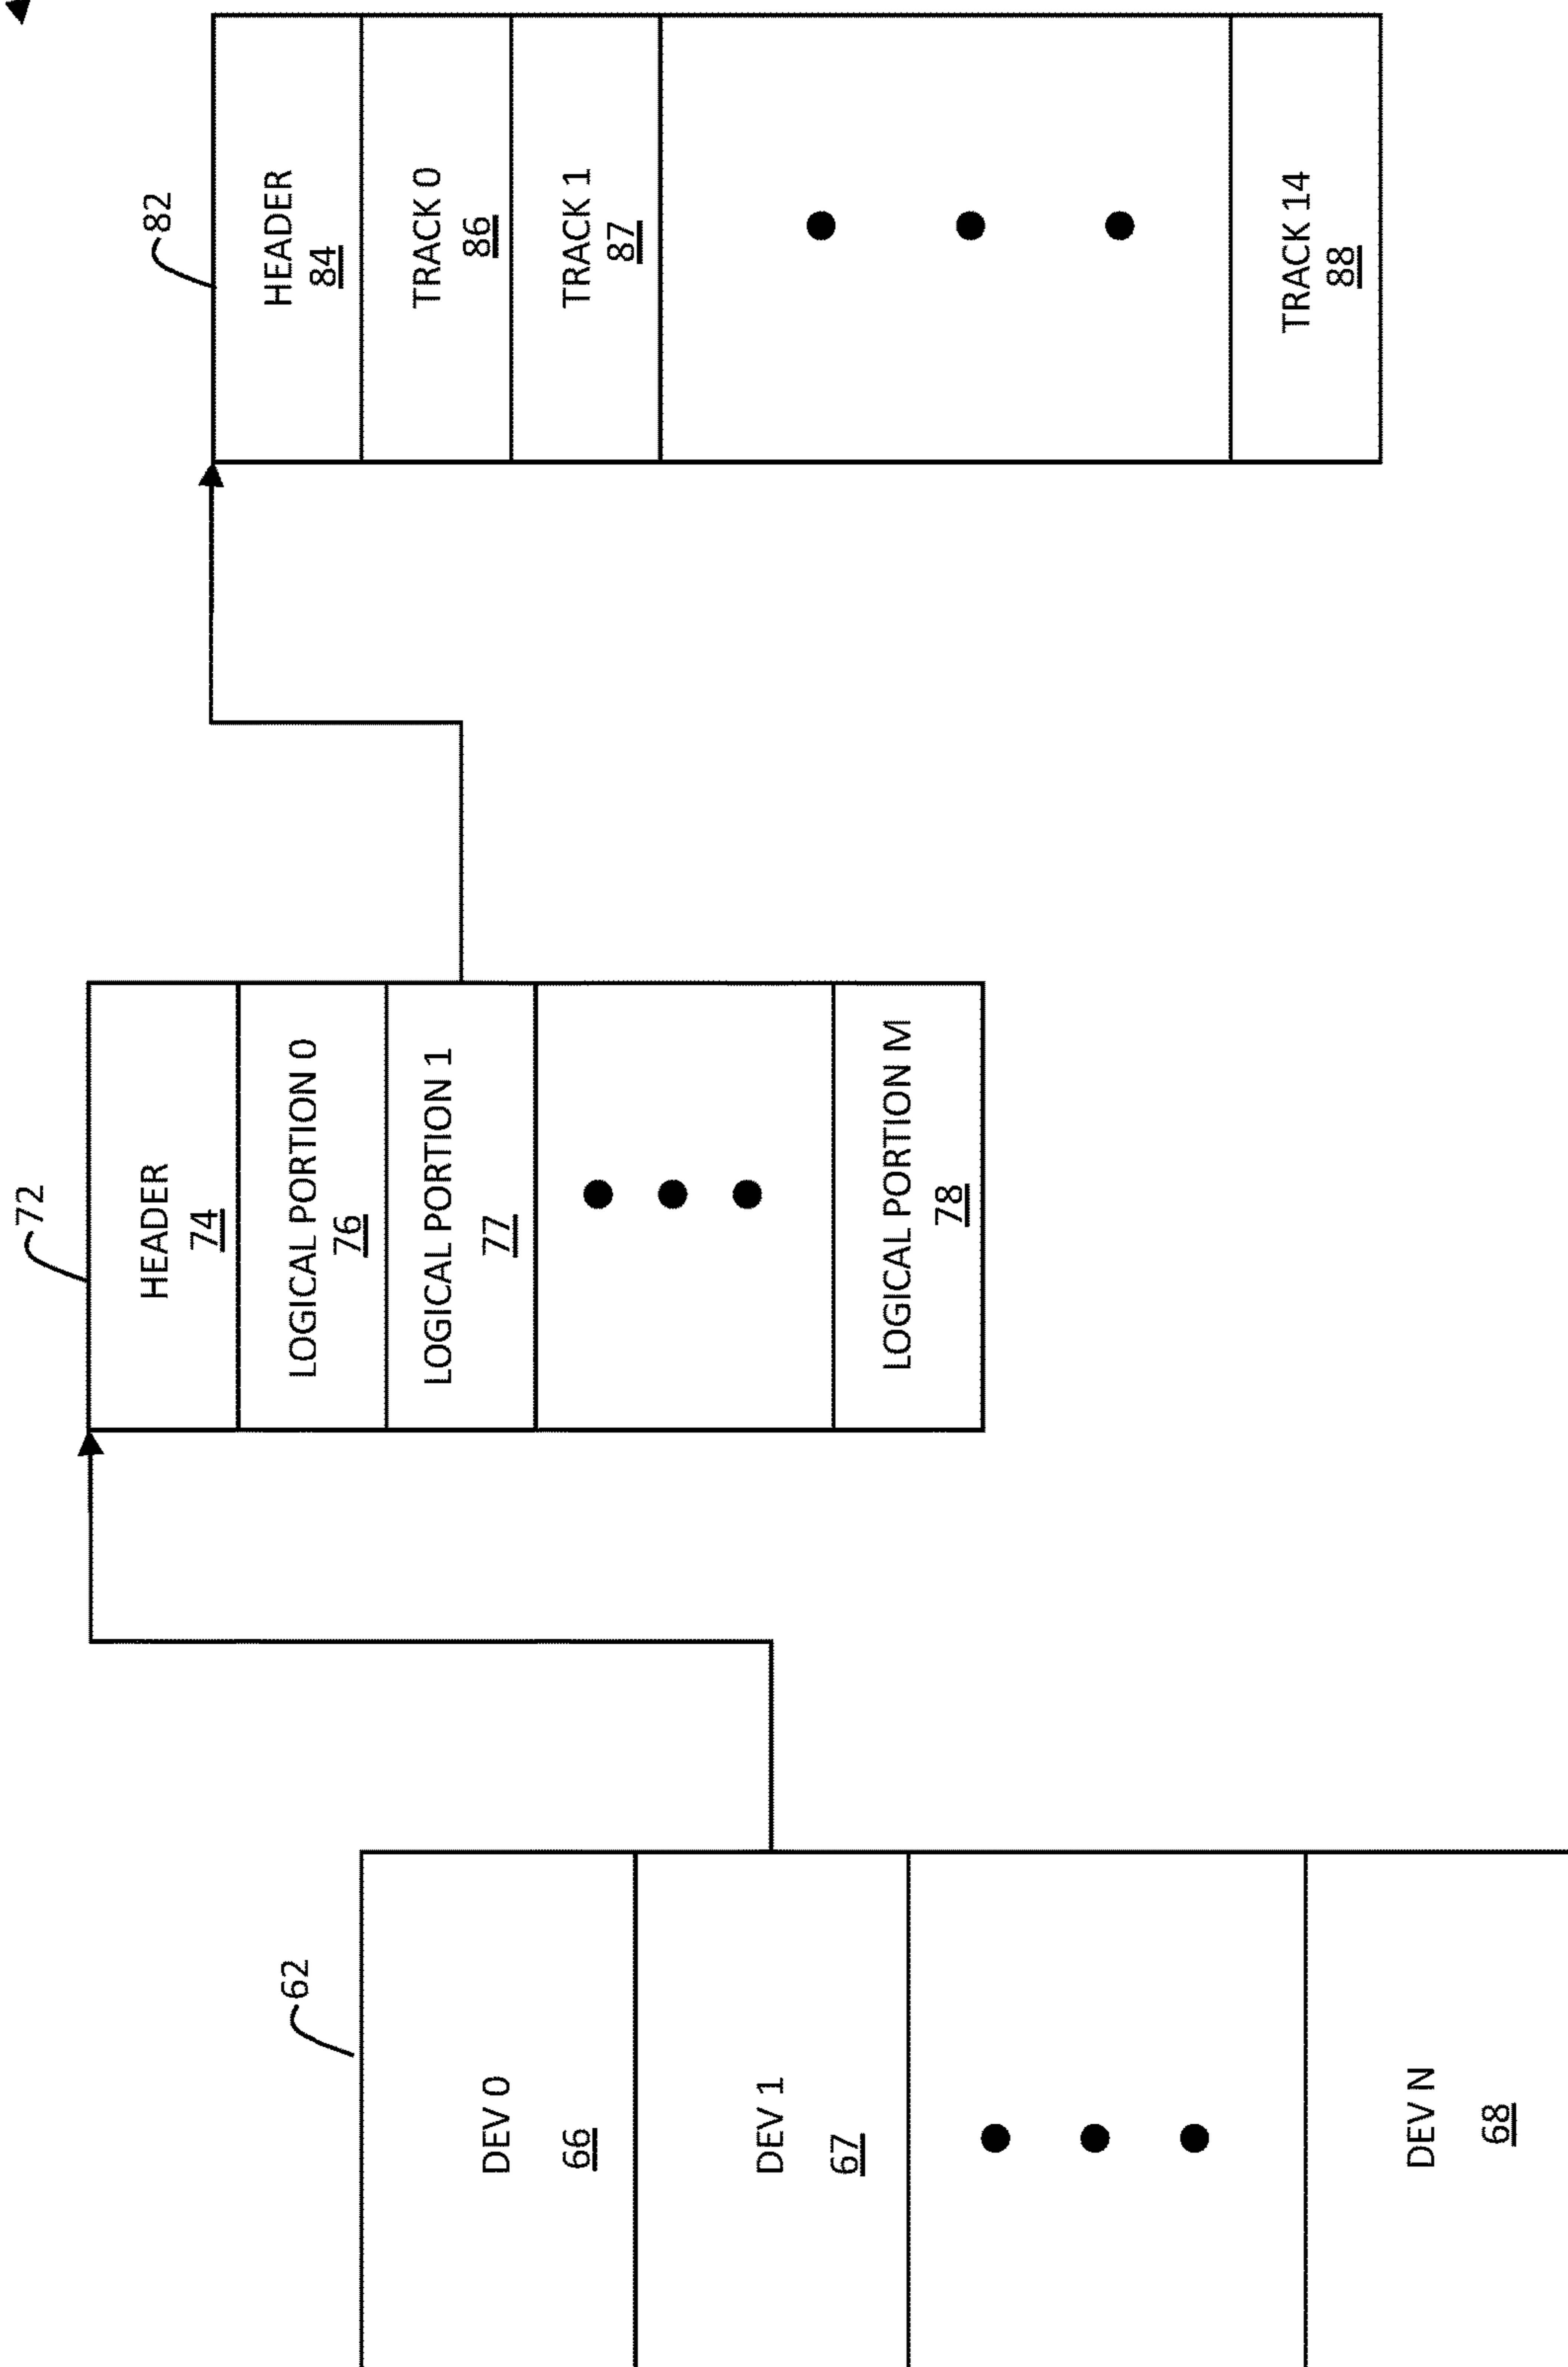 62
DEV 0
66
DEV 1
67
DEV N
68
72
HEADER
74
LOGICAL PORTION 0
76
LOGICAL PORTION 1
77
LOGICAL PORTION M
78
82
HEADER
84
TRACK 0
86
TRACK 1
87
TRACK 14
88